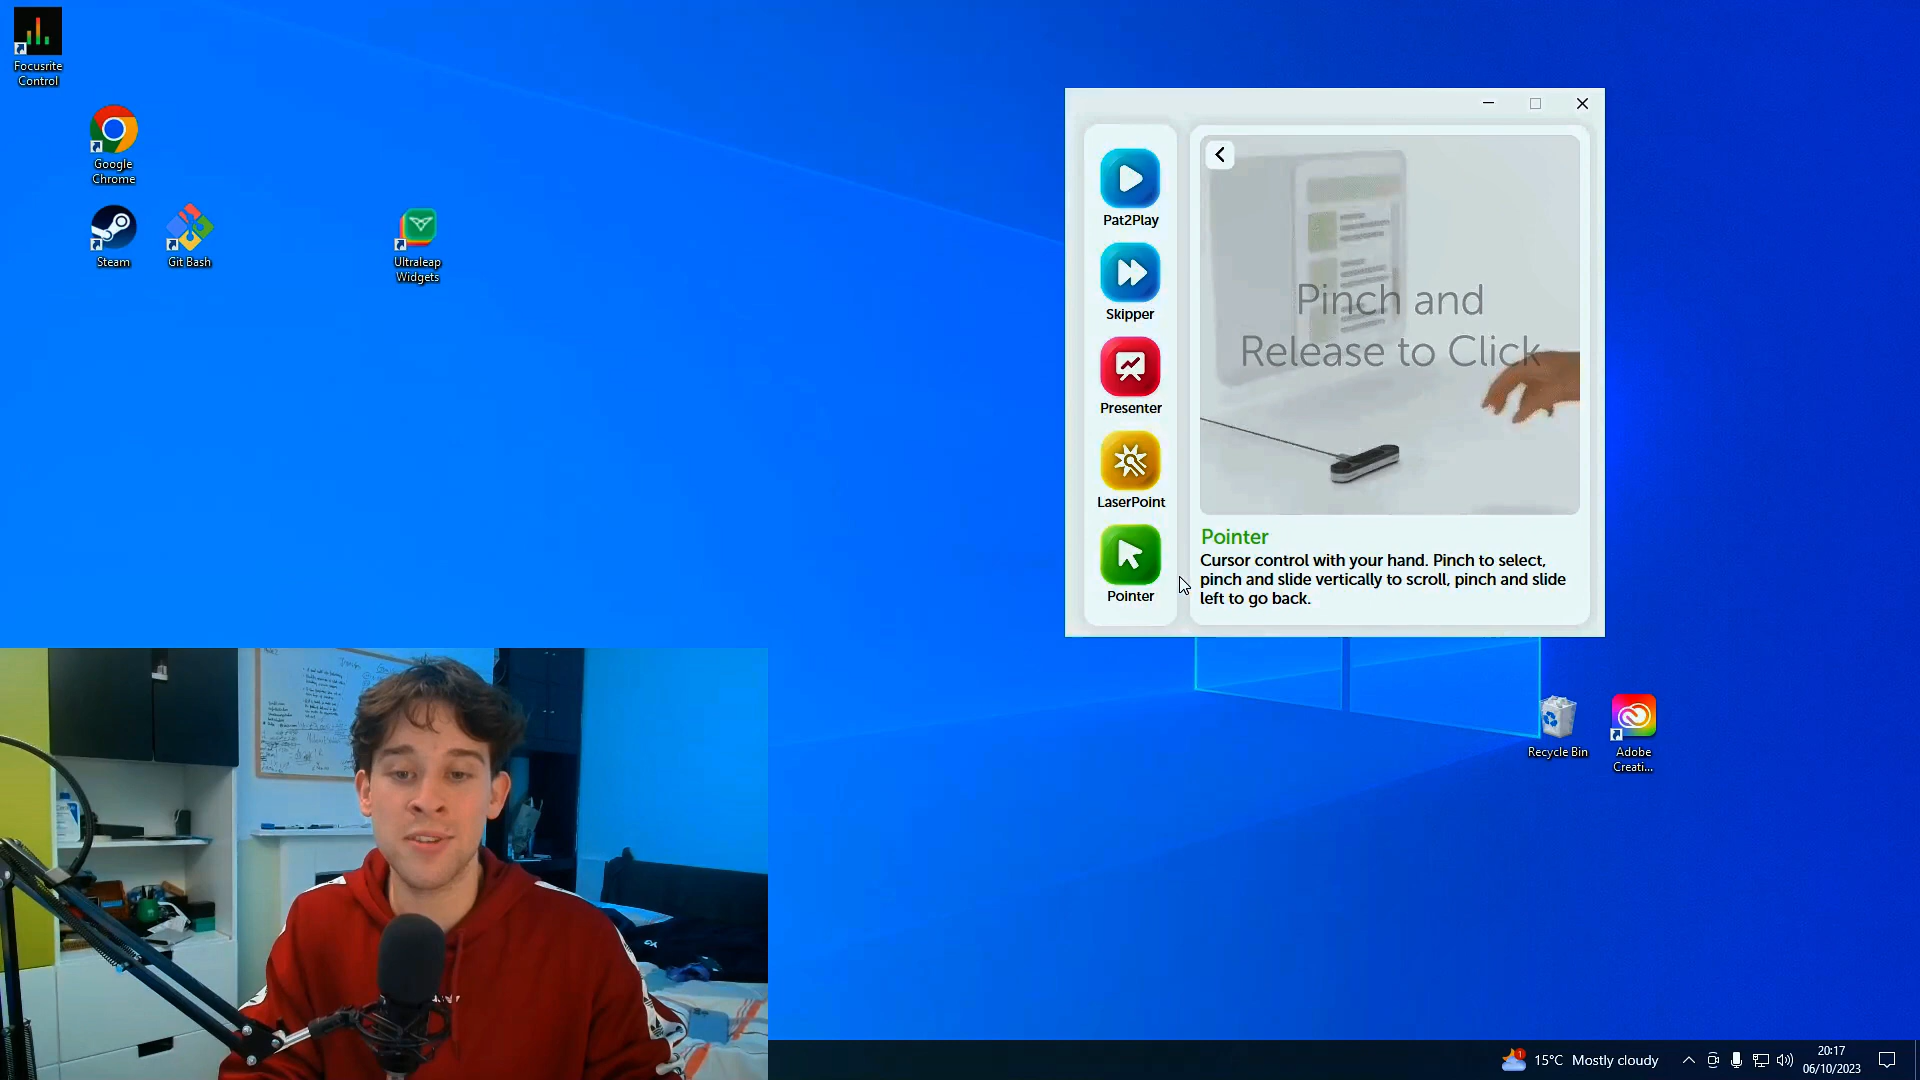 Focusrite
Control
Google
Chrome
Steam
Git Bash
Ultraleap
Widgets
Pat2Play
Skipper
Presenter
LaserPoint
Pointer
Pinch and
Release to Click
Pointer
Cursor control with your hand. Pinch to select,
pinch and slide vertically to scroll, pinch and slide
left to go back.
Recycle Bin
Adobe
Creati...
1
15°C Mostly cloudy
20:17
06/10/2023